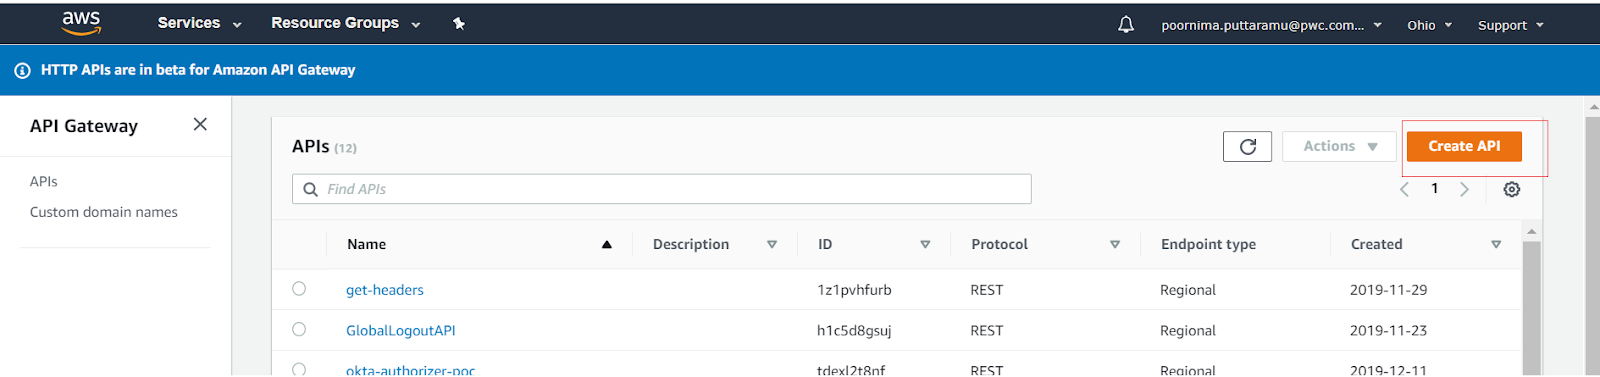 aws Services Resource Groups poornima.puttaramu@pwc.com... Ohio Support
HTTP APIs are in beta for Amazon API Gateway
API Gateway
APIs
Custom domain names
APIs (12) Actions Create API
Find APIs 1
Name Description ID Protocol Endpoint type Created
get-headers 1z1pvhfurb REST Regional 2019-11-29
GlobalLogoutAPI h1c5d8gsuj REST Regional 2019-11-23
okta-authorizer-poc tdexl2t8nf REST Regional 2019-12-11